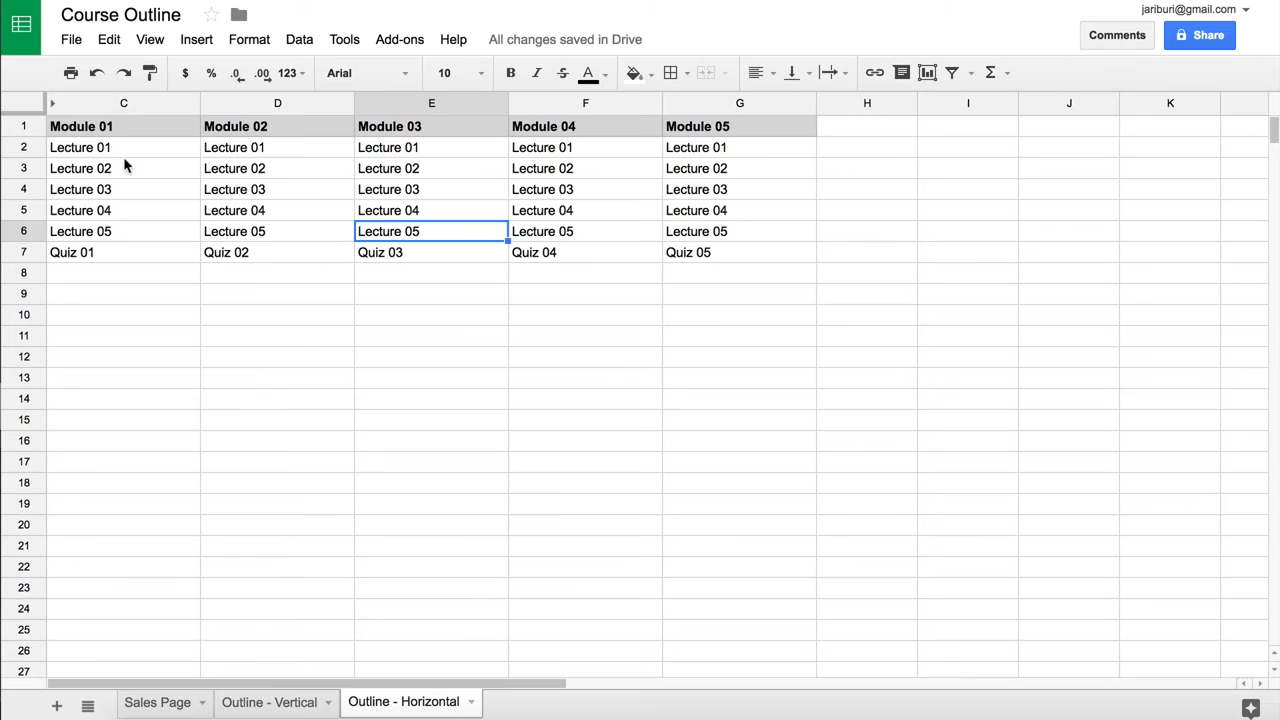 Course Outline
jariburi@gmail.com
File Edit View Insert Format Data Tools Add-ons Help All changes saved in Drive
Comments Share
$ % .0 .00 123 Arial 10 B I S A Σ
C D E F G H I J K
1 Module 01 Module 02 Module 03 Module 04 Module 05
2 Lecture 01 Lecture 01 Lecture 01 Lecture 01 Lecture 01
3 Lecture 02 Lecture 02 Lecture 02 Lecture 02 Lecture 02
4 Lecture 03 Lecture 03 Lecture 03 Lecture 03 Lecture 03
5 Lecture 04 Lecture 04 Lecture 04 Lecture 04 Lecture 04
6 Lecture 05 Lecture 05 Lecture 05 Lecture 05 Lecture 05
7 Quiz 01 Quiz 02 Quiz 03 Quiz 04 Quiz 05
8
9
10
11
12
13
14
15
16
17
18
19
20
21
22
23
24
25
26
27
Sales Page Outline - Vertical Outline - Horizontal